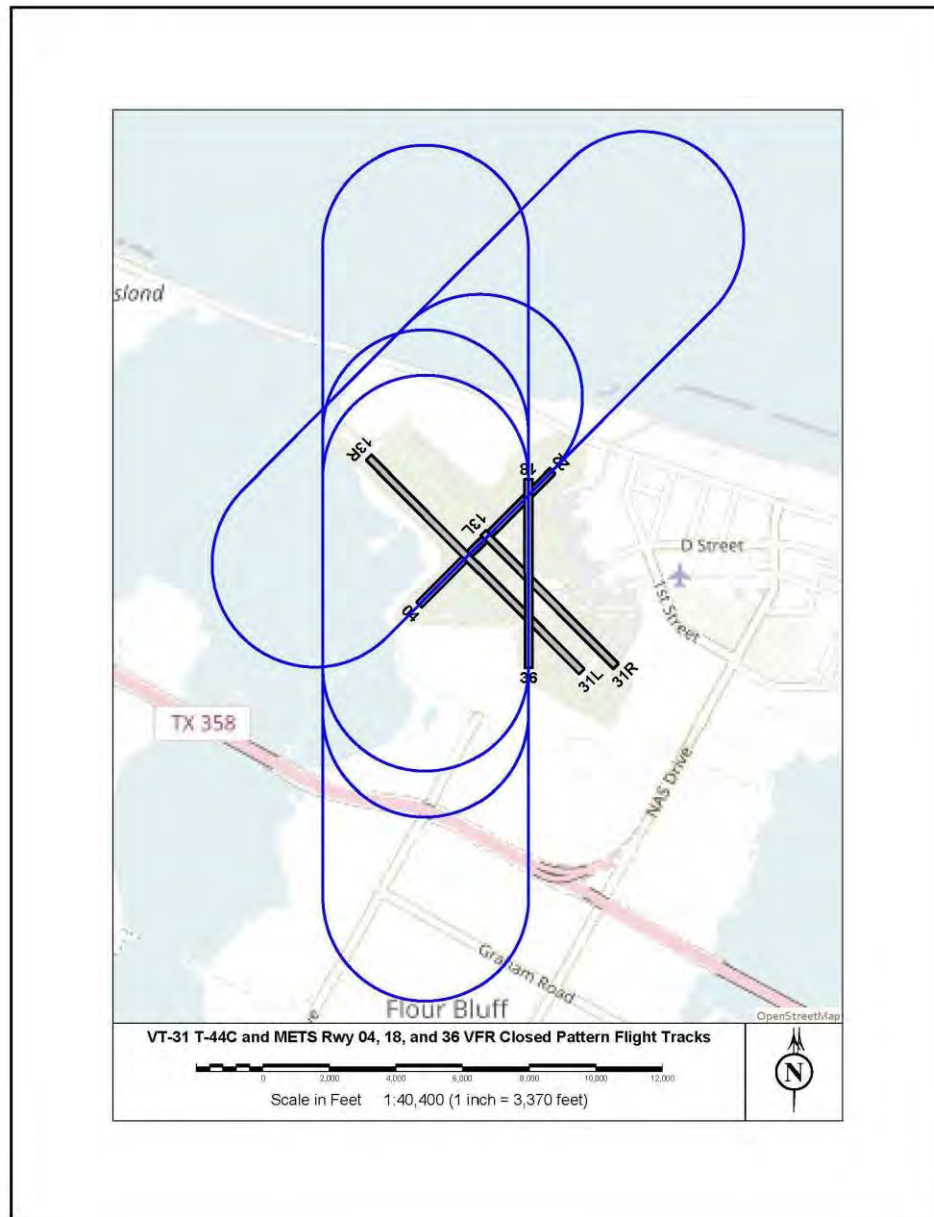 sland
13R
18
22
13L
D Street
1st Street
04
36
31L
31R
TX 358
NAS Drive
Graham Road
Flour Bluff
ve
OpenStreetMap
VT-31 T-44C and METS Rwy 04, 18, and 36 VFR Closed Pattern Flight Tracks
0 2,000 4,000 6,000 8,000 10,000 12,000
Scale in Feet 1:40,400 (1 inch = 3,370 feet)
N